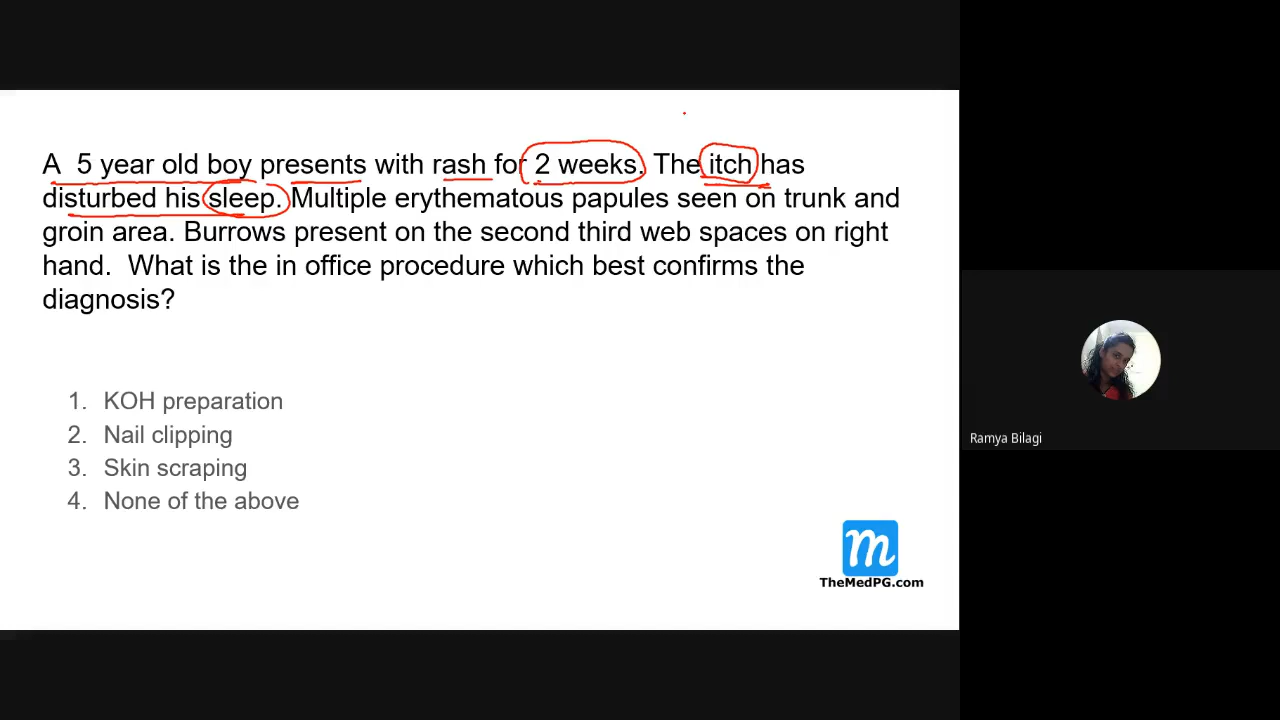 A 5 year old boy presents with rash for 2 weeks. The itch has
disturbed his sleep. Multiple erythematous papules seen on trunk and
groin area. Burrows present on the second third web spaces on right
hand. What is the in office procedure which best confirms the
diagnosis?
1. KOH preparation
2. Nail clipping
3. Skin scraping
4. None of the above
m
TheMedPG.com
Ramya Bilagi